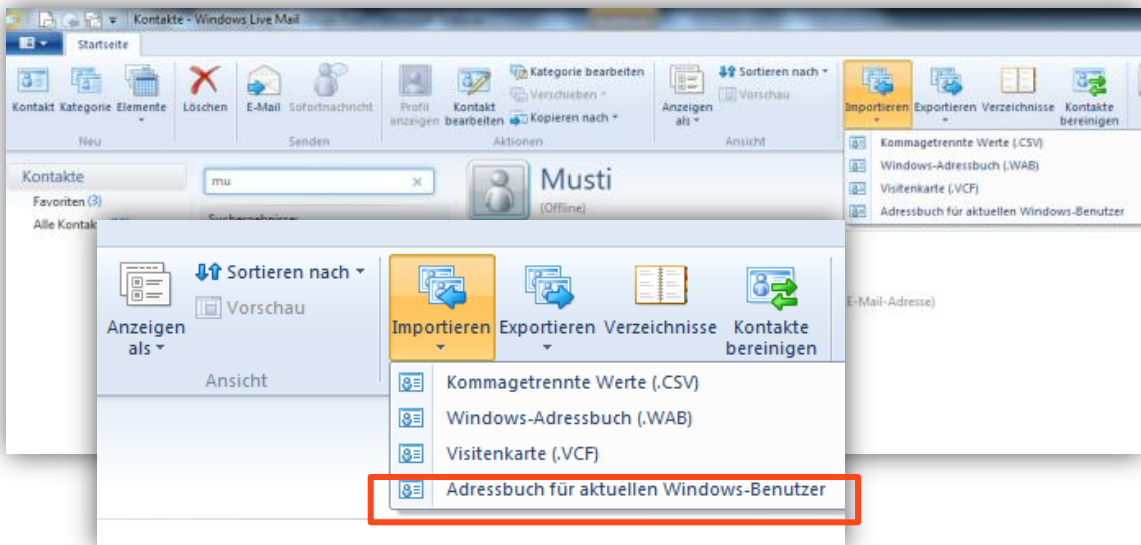 Kontakte - Windows Live Mail
Startseite
Kontakt Kategorie Elemente Löschen E-Mail Sofortnachricht Profil anzeigen Kontakt bearbeiten
Kategorie bearbeiten
Verschieben
Kopieren nach
Anzeigen als
Sortieren nach
Vorschau
Importieren Exportieren Verzeichnisse Kontakte bereinigen
Neu Senden Aktionen Ansicht
Kommagetrennte Werte (.CSV)
Windows-Adressbuch (.WAB)
Visitenkarte (.VCF)
Adressbuch für aktuellen Windows-Benutzer
Kontakte
Favoriten (3)
Alle Kontak
mu
Suchergebnisse:
Musti
(Offline)
E-Mail-Adresse)
Anzeigen als
Sortieren nach
Vorschau
Ansicht
Importieren Exportieren Verzeichnisse Kontakte
bereinigen
Kommagetrennte Werte (.CSV)
Windows-Adressbuch (.WAB)
Visitenkarte (.VCF)
Adressbuch für aktuellen Windows-Benutzer